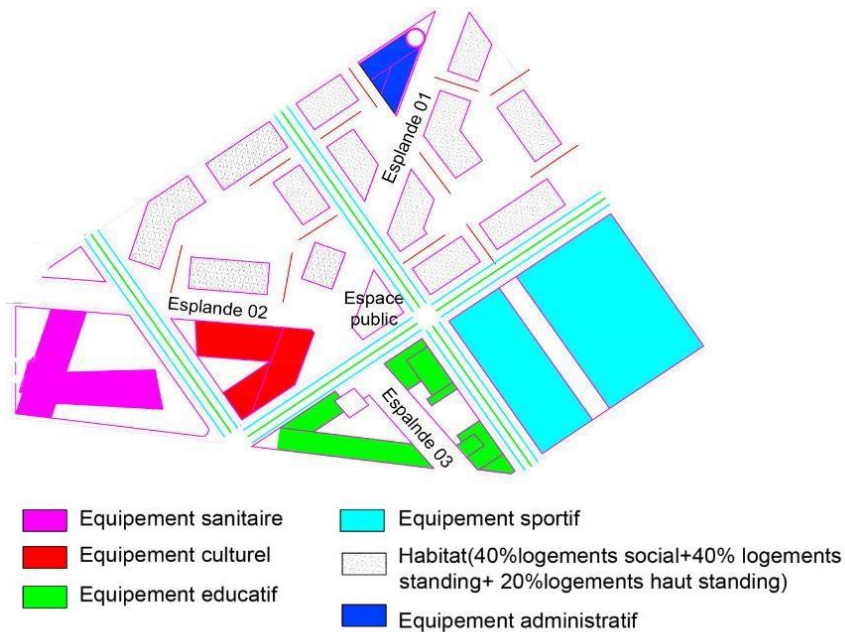 Esplande 01
Esplande 02
Espace
public
Espalnde 03
Equipement sanitaire
Equipement culturel
Equipement educatif
Equipement sportif
Habitat(40%logements social+40% logements
standing+ 20%logements haut standing)
Equipement administratif